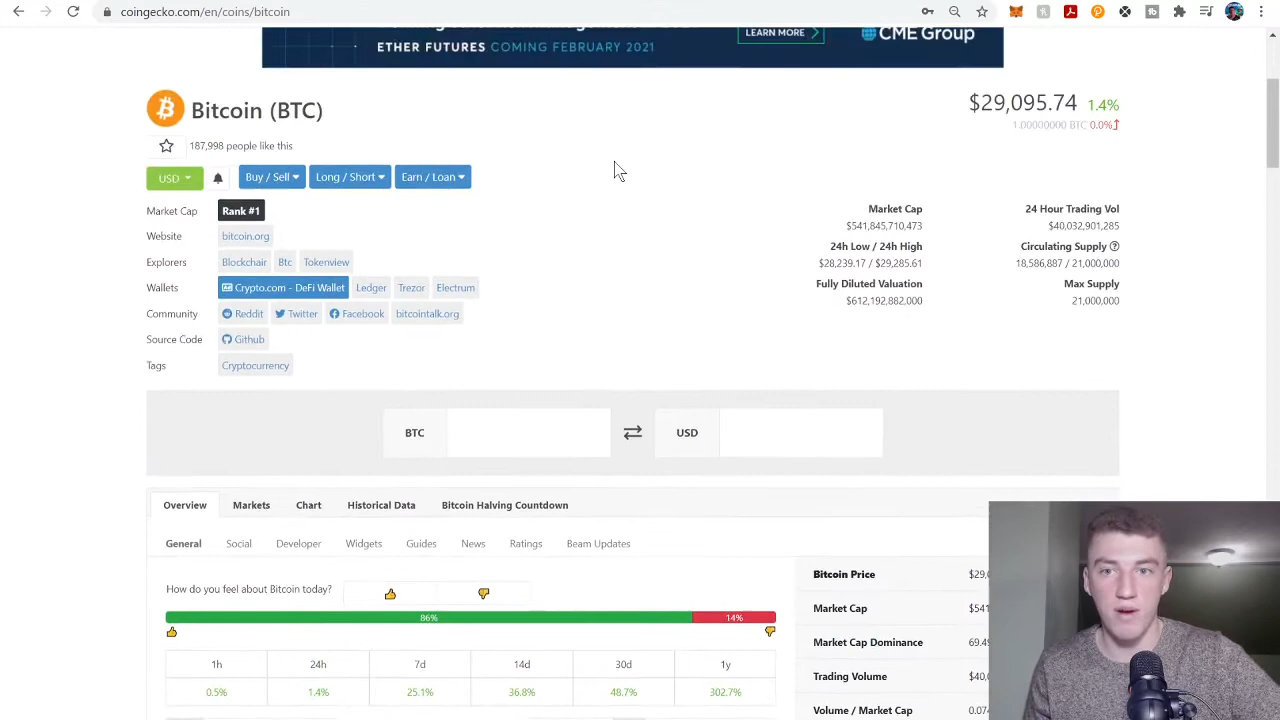 coingecko.com/en/coins/bitcoin
ETHER FUTURES COMING FEBRUARY 2021
LEARN MORE
CME Group
Bitcoin (BTC)
$29,095.74 1.4%
1.00000000 BTC 0.0%
187,998 people like this
USD
Buy / Sell
Long / Short
Earn / Loan
Market Cap Rank #1
Website bitcoin.org
Explorers Blockchair Btc Tokenview
Wallets Crypto.com - DeFi Wallet Ledger Trezor Electrum
Community Reddit Twitter Facebook bitcointalk.org
Source Code Github
Tags Cryptocurrency
Market Cap
$541,845,710,473
24 Hour Trading Vol
$40,032,901,285
24h Low / 24h High
$28,239.17 / $29,285.61
Circulating Supply
18,586,887 / 21,000,000
Fully Diluted Valuation
$612,192,882,000
Max Supply
21,000,000
BTC
USD
Overview Markets Chart Historical Data Bitcoin Halving Countdown
General Social Developer Widgets Guides News Ratings Beam Updates
How do you feel about Bitcoin today?
86% 14%
1h 24h 7d 14d 30d 1y
0.5% 1.4% 25.1% 36.8% 48.7% 302.7%
Bitcoin Price $29,0
Market Cap $541
Market Cap Dominance 69.49
Trading Volume $40,
Volume / Market Cap 0.074